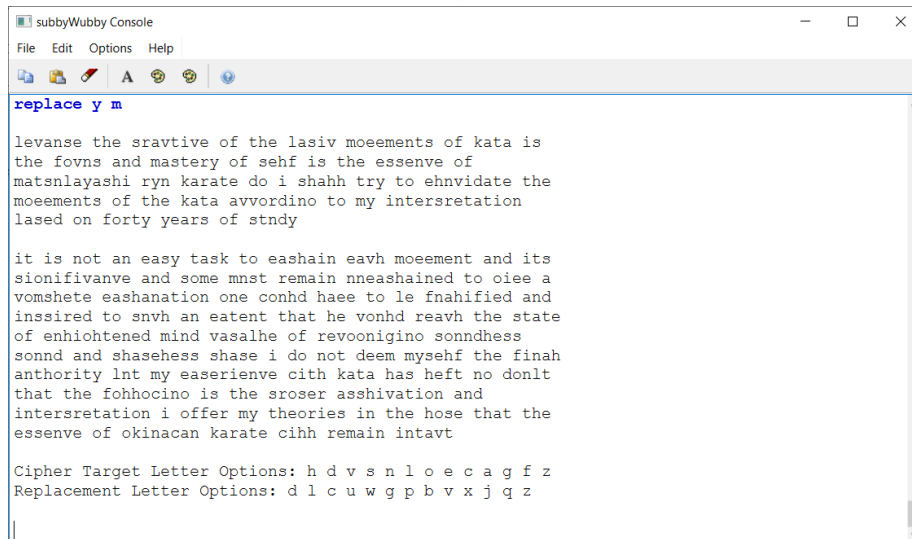 subbyWubby Console
File Edit Options Help
A
replace y m
levanse the sravtive of the lasiv moeements of kata is
the fovns and mastery of sehf is the essenve of
matsnlayashi ryn karate do i shahh try to ehnvidate the
moeements of the kata avvordino to my intersretation
lased on forty years of stndy
it is not an easy task to eashain eavh moeement and its
sionifivanve and some mnst remain nneashained to oiee a
vomshete eashanation one conhd haee to le fnahified and
inssired to snvh an eatent that he vonhd reavh the state
of enhiohtened mind vasalhe of revoonigino sonndhess
sonnd and shasehess shase i do not deem mysehf the finah
anthority lnt my easerienve cith kata has heft no donlt
that the fohhocino is the sroser asshivation and
intersretation i offer my theories in the hose that the
essenve of okinacan karate cihh remain intavt
Cipher Target Letter Options: h d v s n l o e c a g f z
Replacement Letter Options: d l c u w g p b v x j q z